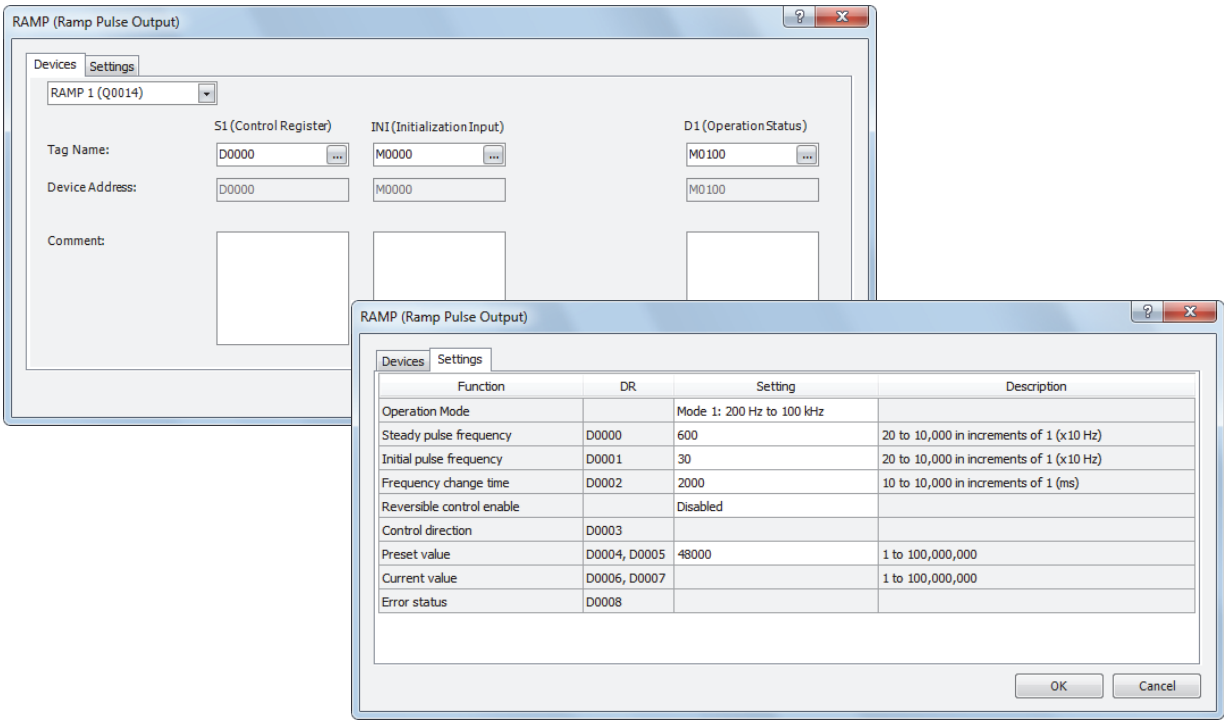 RAMP (Ramp Pulse Output)
Devices Settings
RAMP 1 (Q0014)
S1 (Control Register) INI (Initialization Input) D1 (Operation Status)
Tag Name: D0000 ... M0000 ... M0100 ...
Device Address: D0000 M0000 M0100
Comment:
RAMP (Ramp Pulse Output)
Devices Settings
Function DR Setting Description
Operation Mode Mode 1: 200 Hz to 100 kHz
Steady pulse frequency D0000 600 20 to 10,000 in increments of 1 (x10 Hz)
Initial pulse frequency D0001 30 20 to 10,000 in increments of 1 (x10 Hz)
Frequency change time D0002 2000 10 to 10,000 in increments of 1 (ms)
Reversible control enable Disabled
Control direction D0003
Preset value D0004, D0005 48000 1 to 100,000,000
Current value D0006, D0007 1 to 100,000,000
Error status D0008
OK Cancel